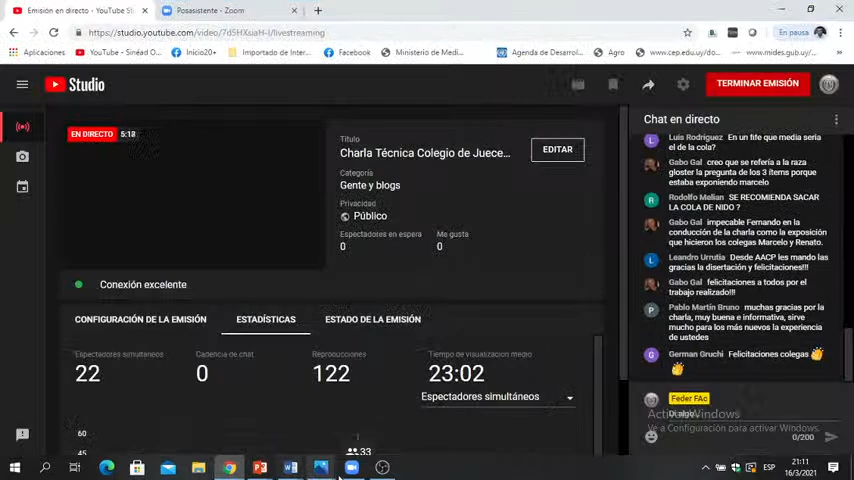 Emisión en directo - YouTube St
Posasistente - Zoom
https://studio.youtube.com/video/7d5HXuiaH-I/livestreaming
En pausa
Aplicaciones
YouTube - Sinéad O...
Inicio20+
Importado de Inter...
Facebook
Ministerio de Medi...
Agenda de Desarrol...
Agro
www.cep.edu.uy/do...
www.mides.gub.uy/...
Studio
TERMINAR EMISIÓN
EN DIRECTO 5:18
Título
Charla Técnica Colegio de Juece...
EDITAR
Categoría
Gente y blogs
Privacidad
Público
Espectadores en espera
0
Me gusta
0
Conexión excelente
CONFIGURACIÓN DE LA EMISIÓN
ESTADÍSTICAS
ESTADO DE LA EMISIÓN
Espectadores simultáneos
22
Cadencia de chat
0
Reproducciones
122
Tiempo de visualización medio
23:02
Espectadores simultáneos
60
45
33
Chat en directo
L Luis Rodriguez En un fife que media seria
el de la cola?
Gabo Gal creo que se refería a la raza
gloster la pregunta de los 3 ítems porque
estaba exponiendo marcelo
R Rodolfo Melian SE RECOMIENDA SACAR
LA COLA DE NIDO ?
Gabo Gal impecable Fernando en la
conducción de la charla como la exposición
que hicieron los colegas Marcelo y Renato.
L Leandro Urrutia Desde AACP les mando las
gracias la disertación y felicitaciones!!!
Gabo Gal felicitaciones a todos por el
trabajo realizado!!!
P Pablo Martín Bruno muchas gracias por la
charla, muy buena e informativa, sirve
mucho para los más nuevos la experiencia
de ustedes
G German Gruchi Felicitaciones colegas 👏
👏
Feder FAc
Di algo...
Activar Windows
Ve a Configuración para activar Windows.
0/200
ESP
21:11
16/3/2021